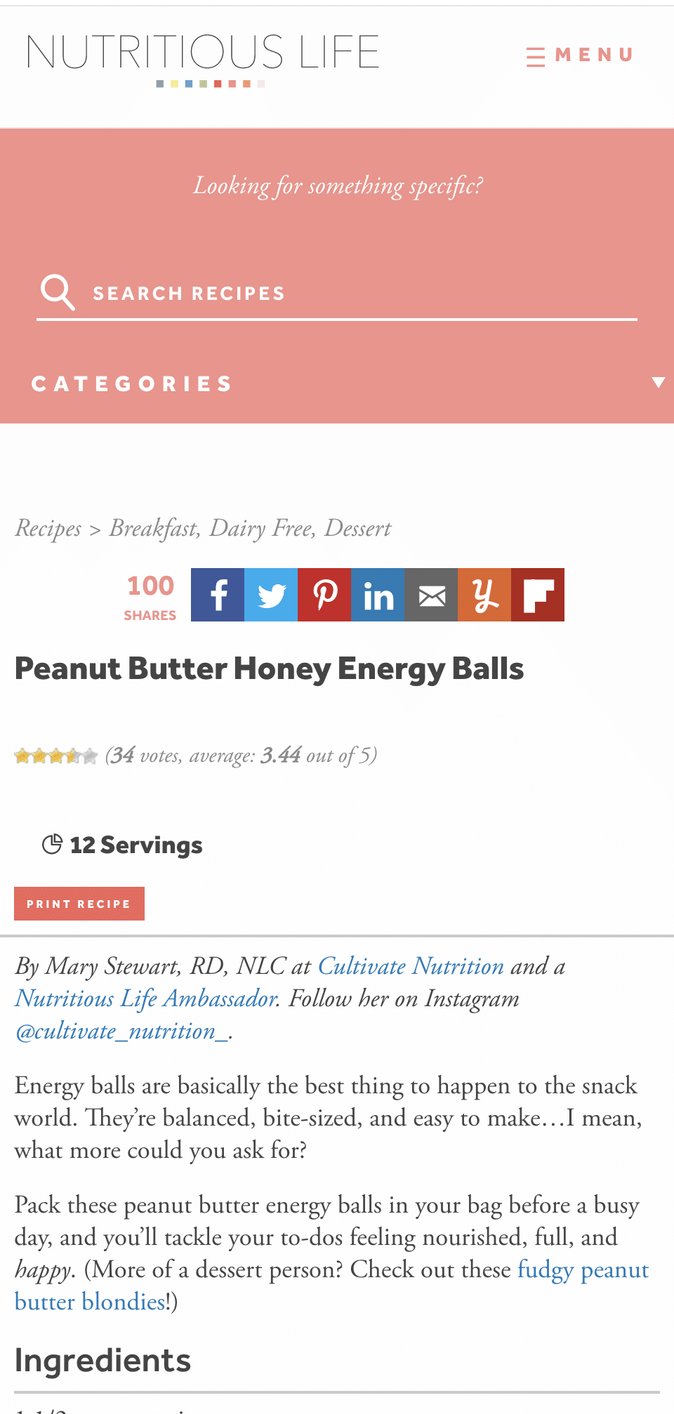 NUTRITIOUS LIFE
MENU
Looking for something specific?
SEARCH RECIPES
CATEGORIES
Recipes > Breakfast, Dairy Free, Dessert
100
SHARES
Peanut Butter Honey Energy Balls
(34 votes, average: 3.44 out of 5)
12 Servings
PRINT RECIPE
By Mary Stewart, RD, NLC at Cultivate Nutrition and a
Nutritious Life Ambassador. Follow her on Instagram
@cultivate_nutrition_.
Energy balls are basically the best thing to happen to the snack
world. They’re balanced, bite-sized, and easy to make…I mean,
what more could you ask for?
Pack these peanut butter energy balls in your bag before a busy
day, and you’ll tackle your to-dos feeling nourished, full, and
happy. (More of a dessert person? Check out these fudgy peanut
butter blondies!)
Ingredients